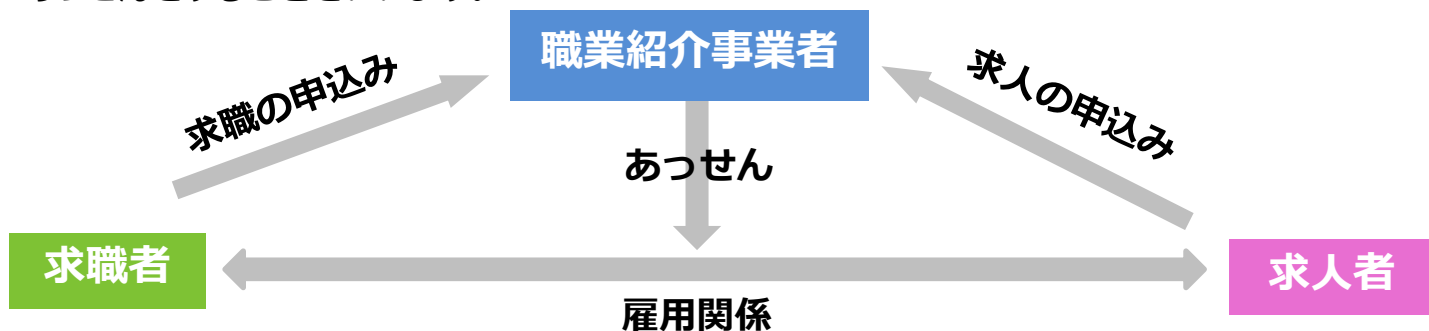 職業紹介事業者
求職の申込み
求人の申込み
あっせん
求職者
求人者
雇用関係